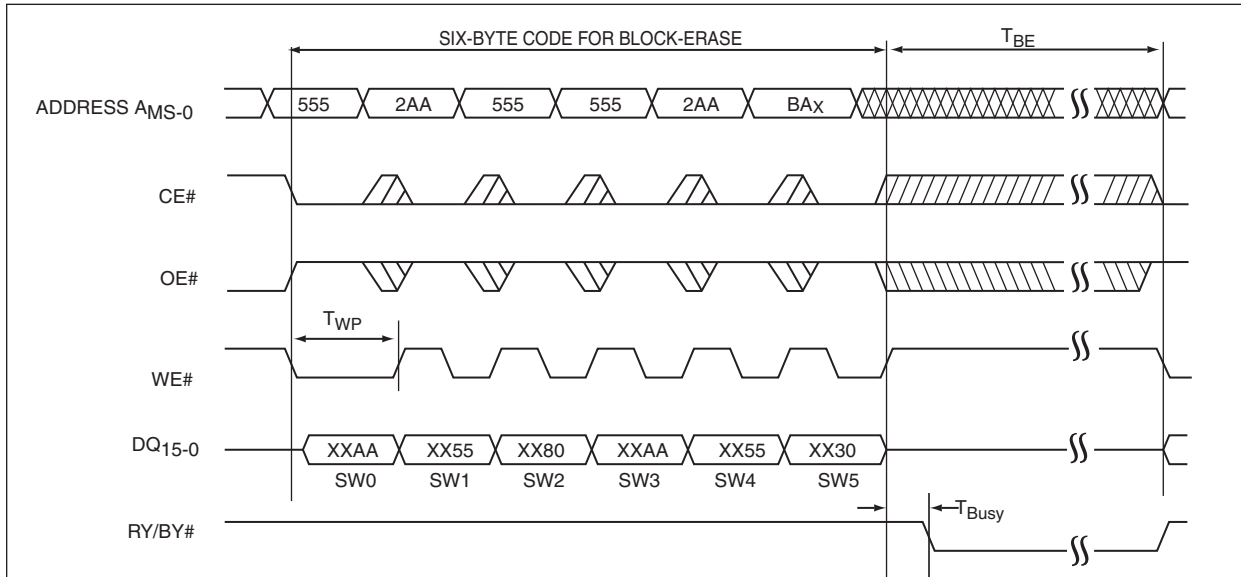 SIX-BYTE CODE FOR BLOCK-ERASE TBE
ADDRESS AMS-0 555 2AA 555 555 2AA BAX
CE#
OE#
TWP
WE#
DQ15-0 XXAA XX55 XX80 XXAA XX55 XX30
SW0 SW1 SW2 SW3 SW4 SW5
TBusy
RY/BY#